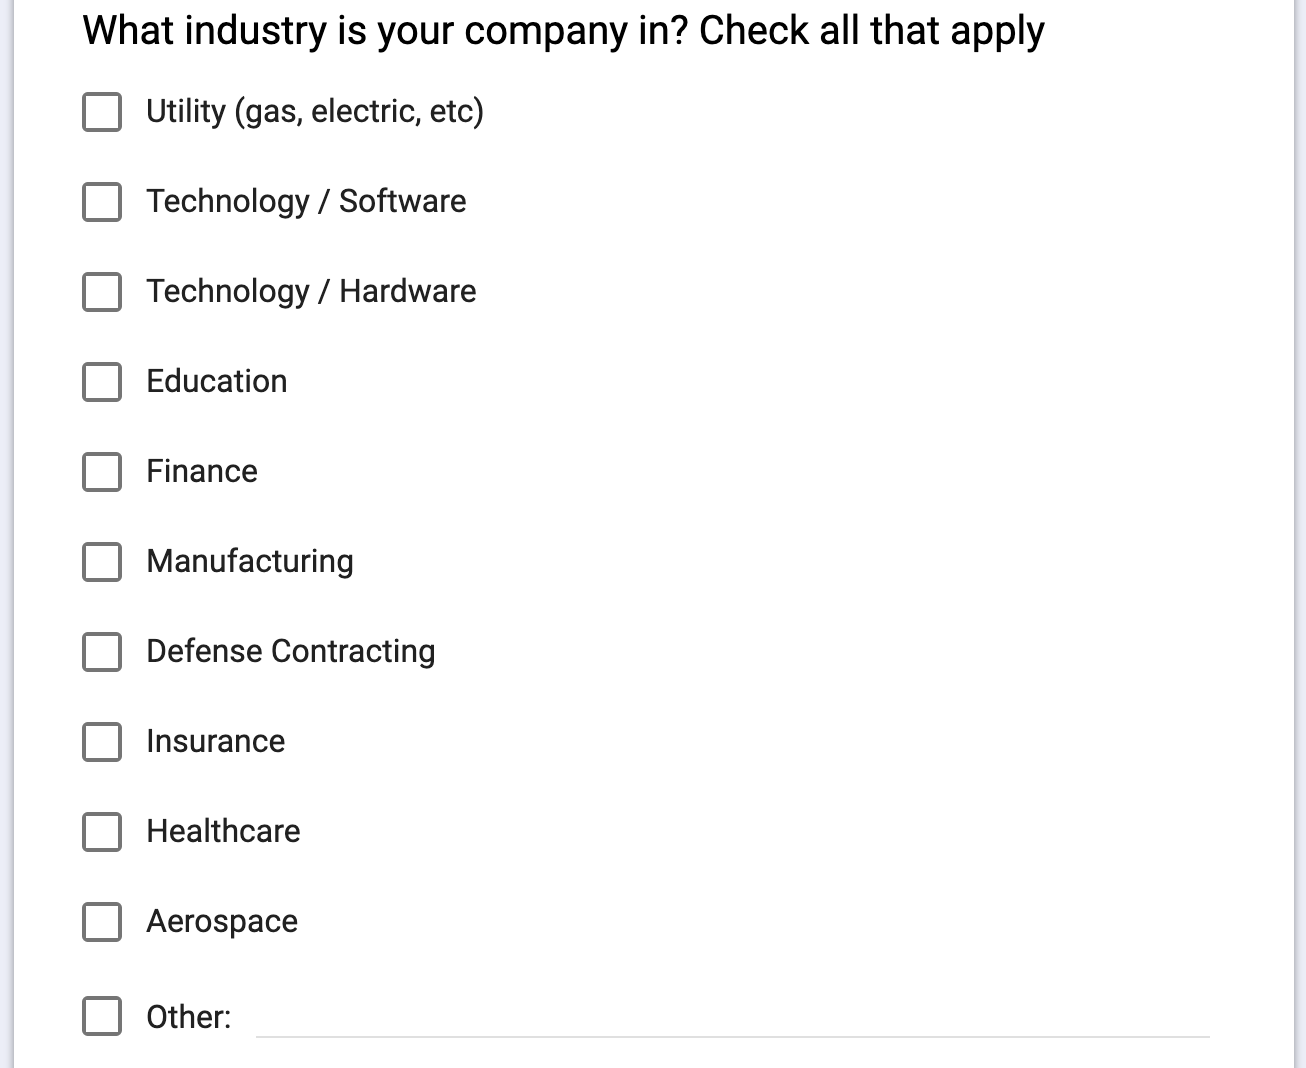 What industry is your company in? Check all that apply
Utility (gas, electric, etc)
Technology / Software
Technology / Hardware
Education
Finance
Manufacturing
Defense Contracting
Insurance
Healthcare
Aerospace
Other: